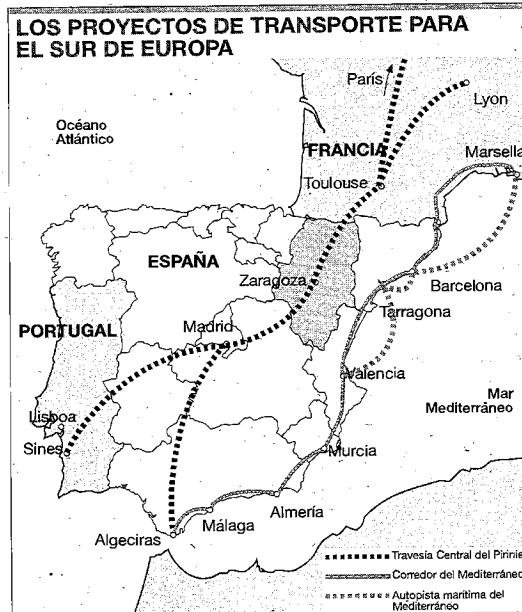 LOS PROYECTOS DE TRANSPORTE PARA
EL SUR DE EUROPA
París
Lyon
Océano
Atlántico
FRANCIA
Marsella
Toulouse
ESPAÑA
Zaragoza
Barcelona
Tarragona
PORTUGAL
Madrid
Valencia
Mar
Mediterráneo
Lisboa
Sines
Murcia
Almería
Málaga
Algeciras
Travesía Central del Pirinie
Corredor del Mediterráneo
Autopista marítima del
Mediterráneo